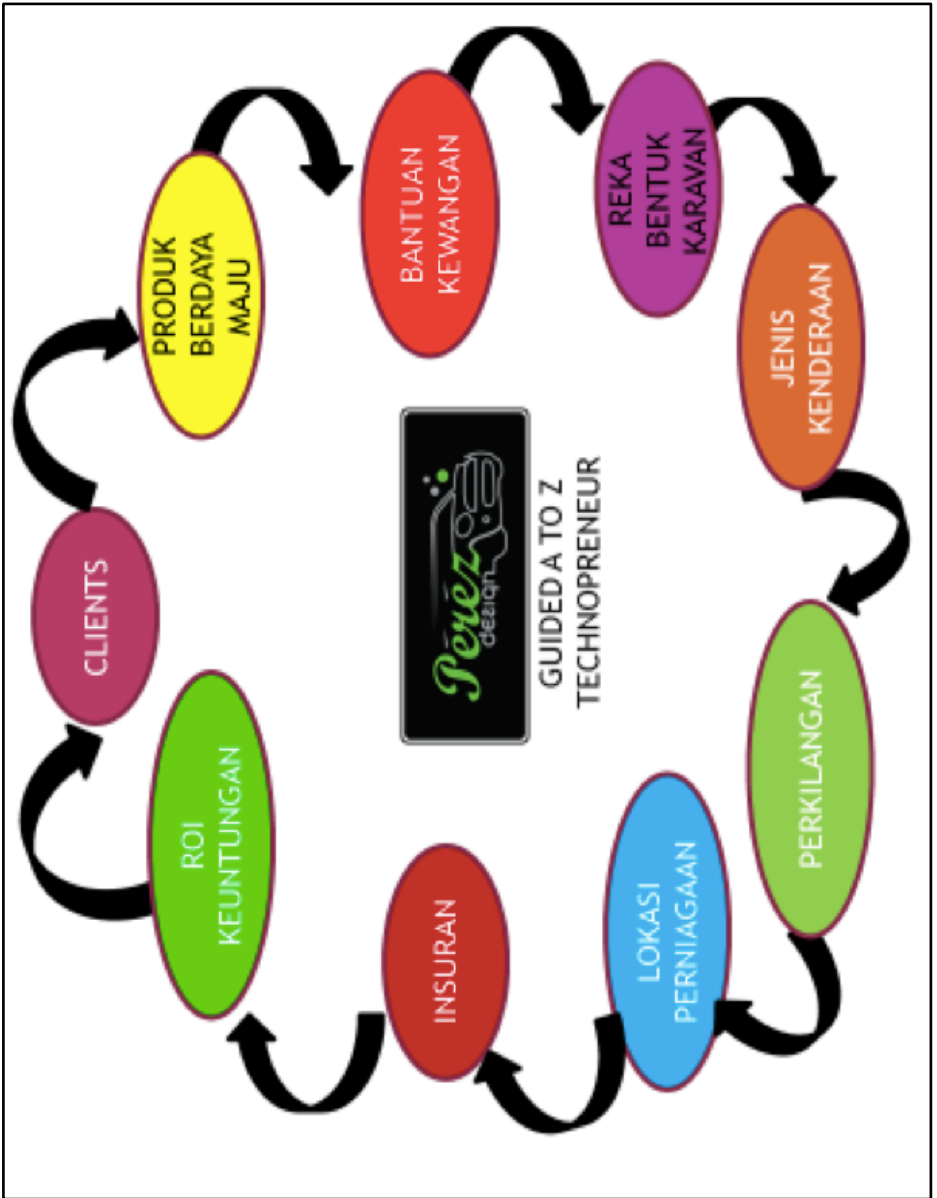 CLIENTS
PRODUK
BERDAYA
MAJU
BANTUAN
KEWANGAN
REKA
BENTUK
KARAVAN
JENIS
KENDERAAN
PERKILANGAN
LOKASI
PERNIAGAAN
INSURAN
ROI
KEUNTUNGAN
Perez
dezign
GUIDED A TO Z
TECHNOPRENEUR